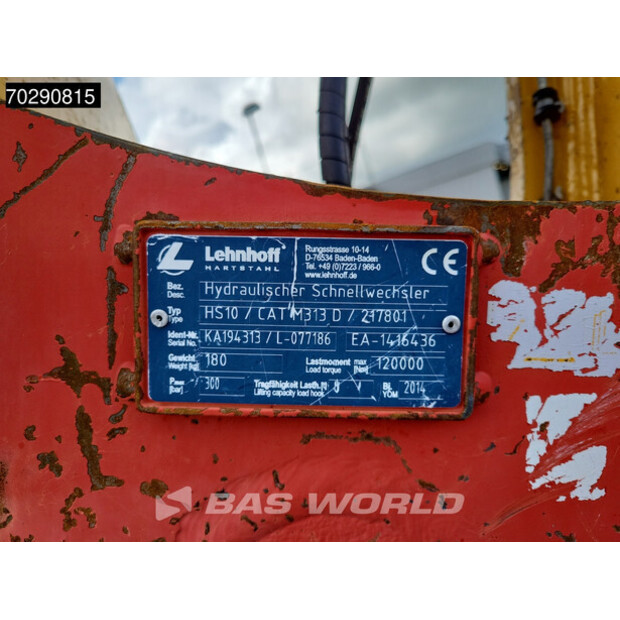 70290815
Lehnhoff
HARTSTAHL
Rungsstrasse 10-14
D-76534 Baden-Baden
Tel. +49 (0)7223 / 966-0
www.lehnhoff.de
CE
Bez.
Desc.
Hydraulischer Schnellwechsler
Typ
Type
HS10 / CAT M313 D / 217801
Ident-Nr.
Serial No.
KA194313 / L-077186
EA-1416436
Gewicht
Weight [kg]
180
Lastmoment max
Load torque [Nm]
120000
Pmax
[bar]
300
Tragfähigkeit Lasth.
Lifting capacity load hook
BJ.
YOM
2014
BAS WORLD